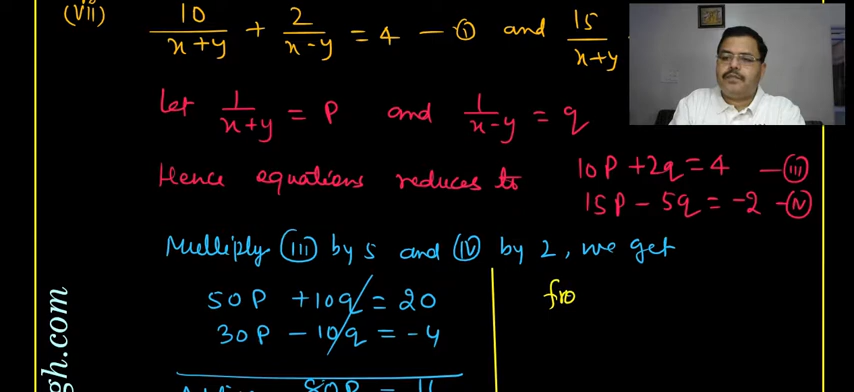 (vii) 10/(x+y) + 2/(x-y) = 4 — (i) and 15/(x+y)
Let 1/(x+y) = P and 1/(x-y) = q
Hence equations reduces to 10P + 2q = 4 — (III)
15P - 5q = -2 — (IV)
Multiply (III) by 5 and (IV) by 2, we get
50P + 10q = 20
fro
30P - 10q = -4
80P =
gh.com